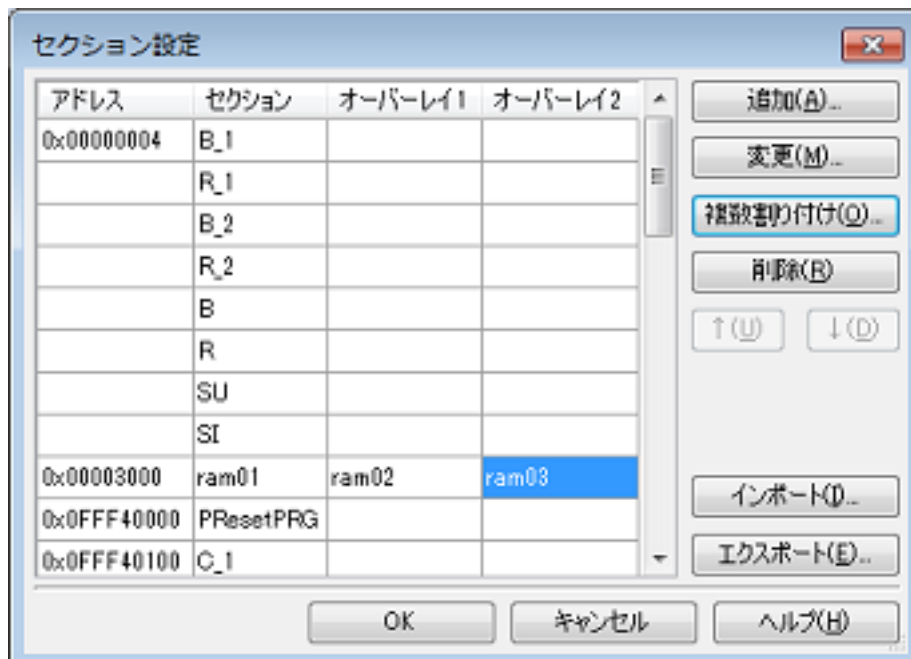 セクション設定
アドレス セクション オーバーレイ1 オーバーレイ2
0x00000004 B_1
R_1
B_2
R_2
B
R
SU
SI
0x00003000 ram01 ram02 ram03
0x0FFF40000 PResetPRG
0x0FFF40100 C_1
追加(A)...
変更(M)...
複数割り付け(O)...
削除(R)
↑(U) ↓(D)
インポート(I)...
エクスポート(E)...
OK キャンセル ヘルプ(H)